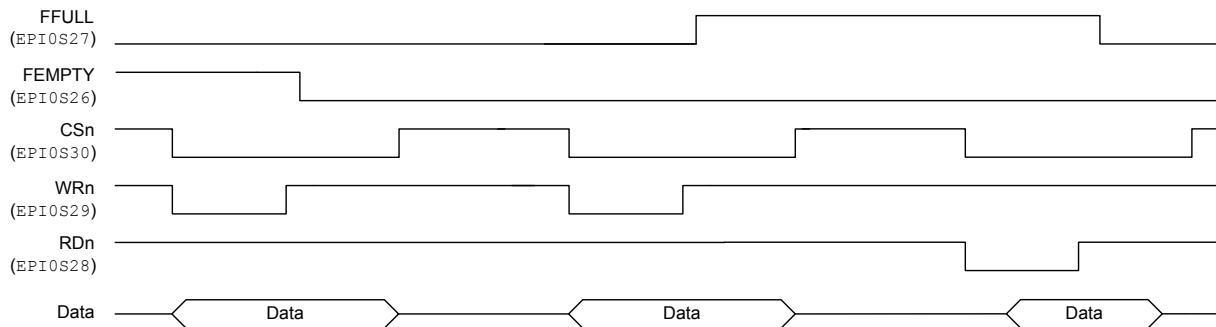 FFULL
(EPI0S27)
FEMPTY
(EPI0S26)
CSn
(EPI0S30)
WRn
(EPI0S29)
RDn
(EPI0S28)
Data Data Data Data